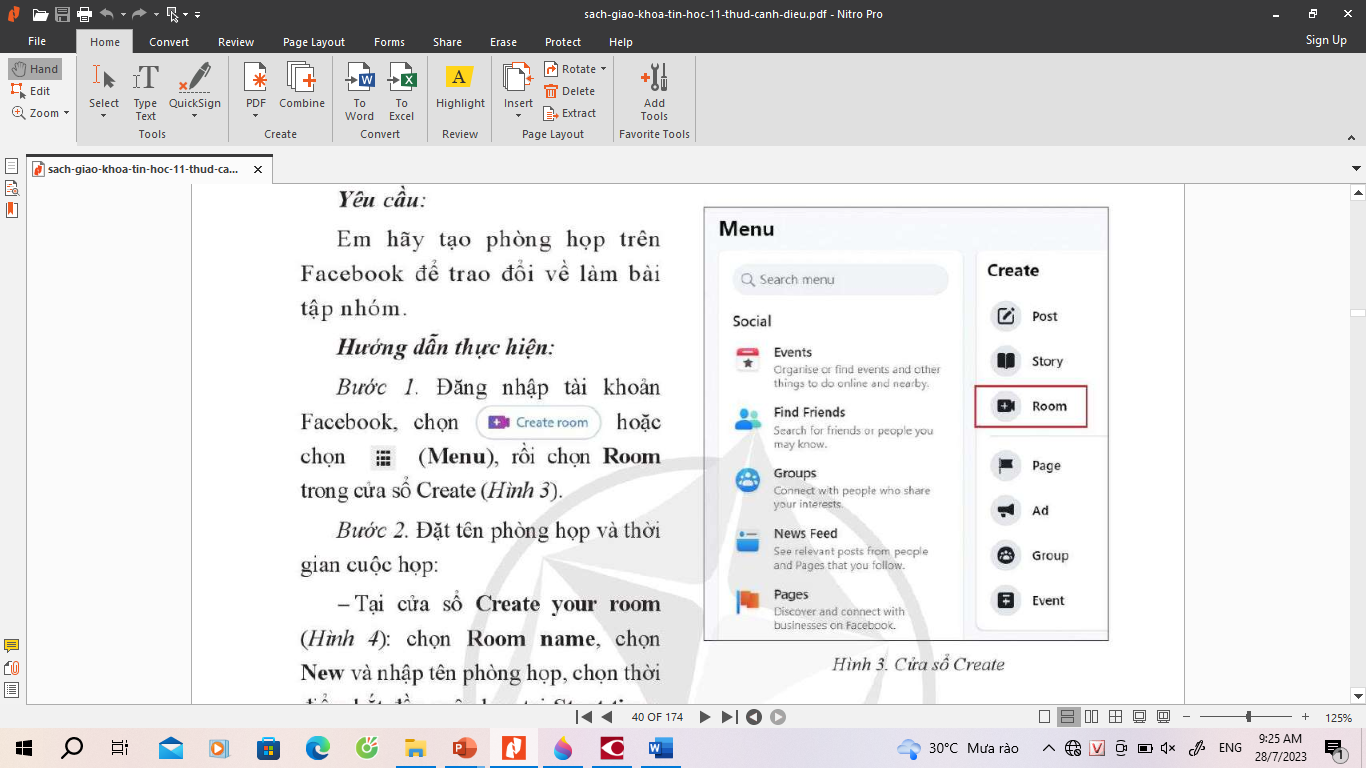 sach-giao-khoa-tin-hoc-11-thud-canh-dieu.pdf - Nitro Pro
File
Home
Convert
Review
Page Layout
Forms
Share
Erase
Protect
Help
Sign Up
Hand
Edit
Zoom
Select
Type Text
QuickSign
Tools
PDF
Combine
Create
To Word
To Excel
Convert
Highlight
Review
Insert
Rotate
Delete
Extract
Page Layout
Add Tools
Favorite Tools
sach-giao-khoa-tin-hoc-11-thud-ca...
Yêu cầu:
Em hãy tạo phòng họp trên
Facebook để trao đổi về làm bài
tập nhóm.
Hướng dẫn thực hiện:
Bước 1. Đăng nhập tài khoản
Facebook, chọn Create room hoặc
chọn (Menu), rồi chọn Room
trong cửa sổ Create (Hình 3).
Bước 2. Đặt tên phòng họp và thời
gian cuộc họp:
– Tại cửa sổ Create your room
(Hình 4): chọn Room name, chọn
New và nhập tên phòng họp, chọn thời
Menu
Search menu
Social
Events
Organise or find events and other
things to do online and nearby.
Find Friends
Search for friends or people you
may know.
Groups
Connect with people who share
your interests.
News Feed
See relevant posts from people
and Pages that you follow.
Pages
Discover and connect with
businesses on Facebook.
Create
Post
Story
Room
Page
Ad
Group
Event
Hình 3. Cửa sổ Create
40 OF 174
125%
30°C Mưa rào
ENG
9:25 AM
28/7/2023
1